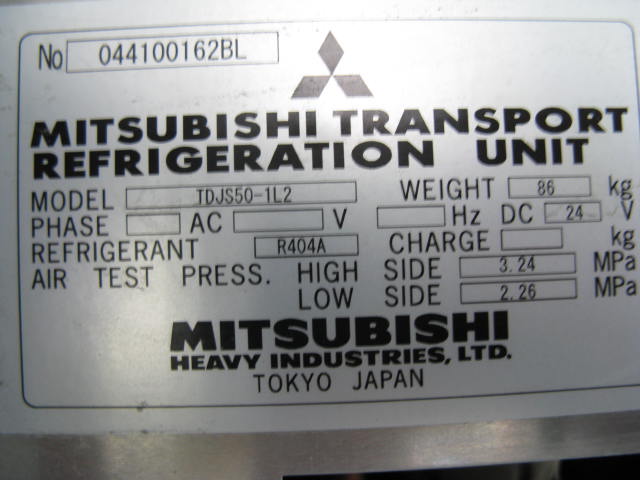 No 044100162BL
MITSUBISHI TRANSPORT
REFRIGERATION UNIT
MODEL TDJS50-1L2 WEIGHT 86 kg
PHASE AC V Hz DC 24 V
REFRIGERANT R404A CHARGE kg
AIR TEST PRESS. HIGH SIDE 3.24 MPa
LOW SIDE 2.26 MPa
MITSUBISHI
HEAVY INDUSTRIES, LTD.
TOKYO JAPAN